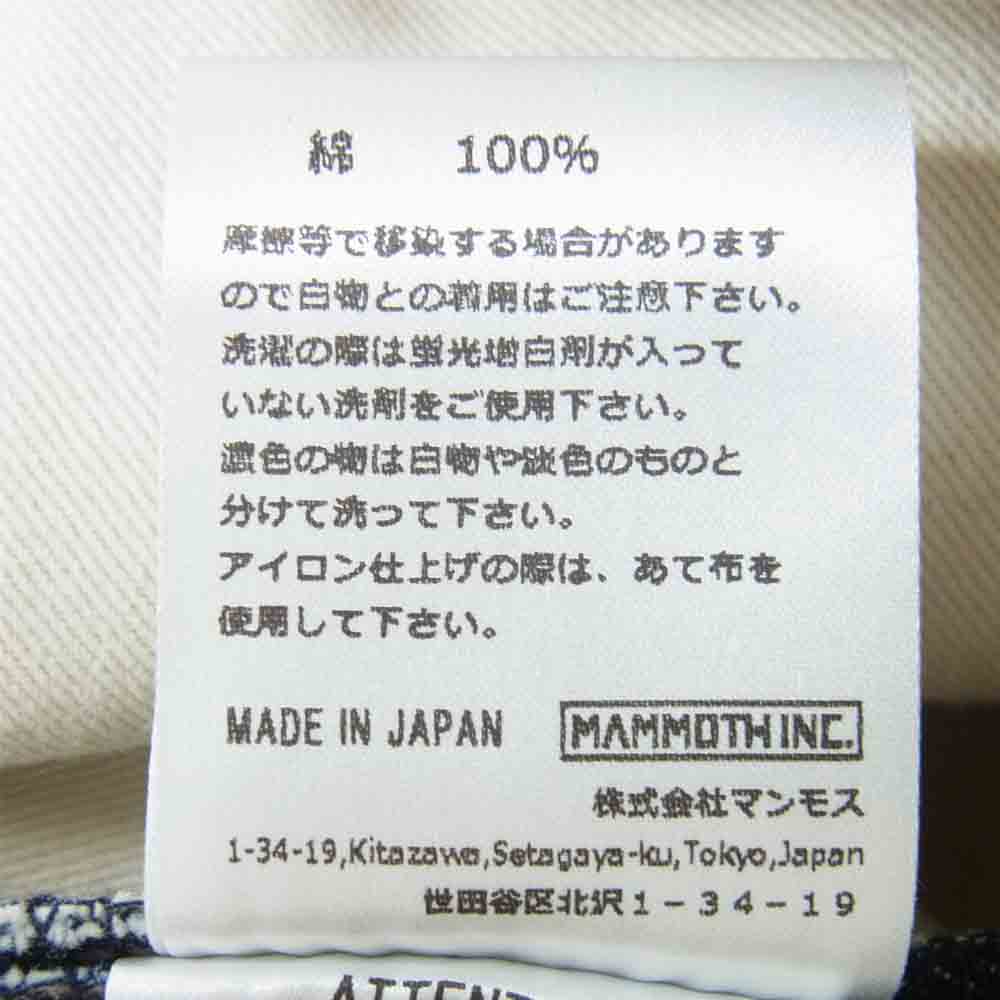 綿 100%
摩擦等で移染する場合があります
ので白物との着用はご注意下さい。
洗濯の際は蛍光増白剤が入って
いない洗剤をご使用下さい。
濃色の物は白物や淡色のものと
分けて洗って下さい。
アイロン仕上げの際は、あて布を
使用して下さい。
MADE IN JAPAN MAMMOTH INC.
株式会社マンモス
1-34-19,Kitazawa,Setagaya-ku,Tokyo,Japan
世田谷区北沢1-34-19
ATTENT